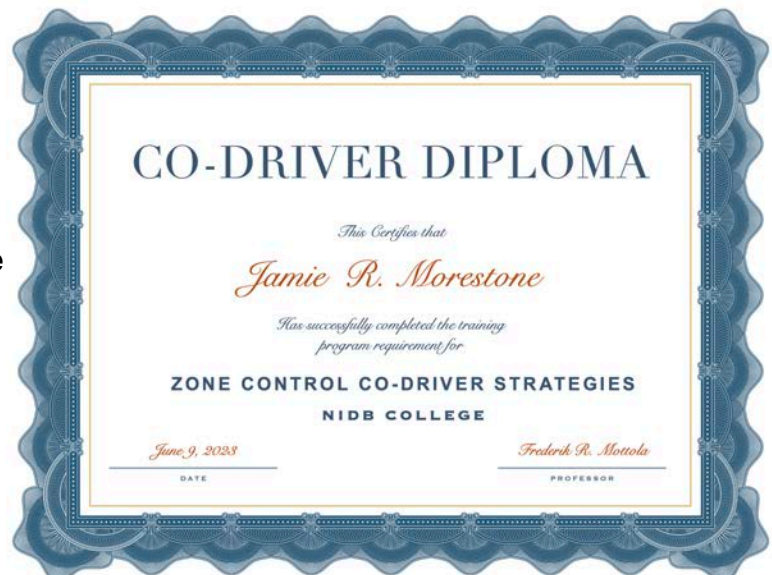 CO-DRIVER DIPLOMA
This Certifies that
Jamie R. Morestone
Has successfully completed the training
program requirement for
ZONE CONTROL CO-DRIVER STRATEGIES
NIDB COLLEGE
June 9, 2023
Frederik R. Mottola
DATE
PROFESSOR
e